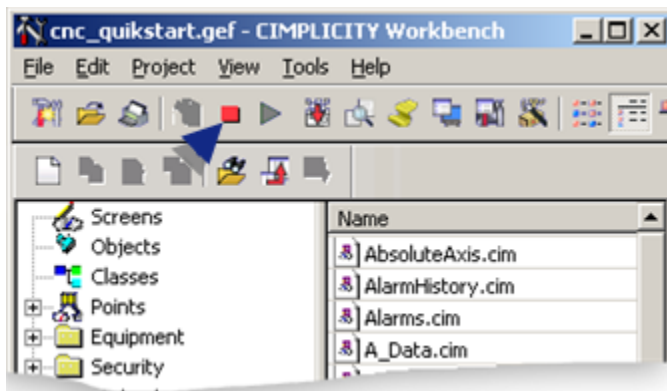 cnc_quikstart.gef - CIMPLICITY Workbench
File Edit Project View Tools Help
Screens
Objects
Classes
Points
Equipment
Security
Name
AbsoluteAxis.cim
AlarmHistory.cim
Alarms.cim
A_Data.cim